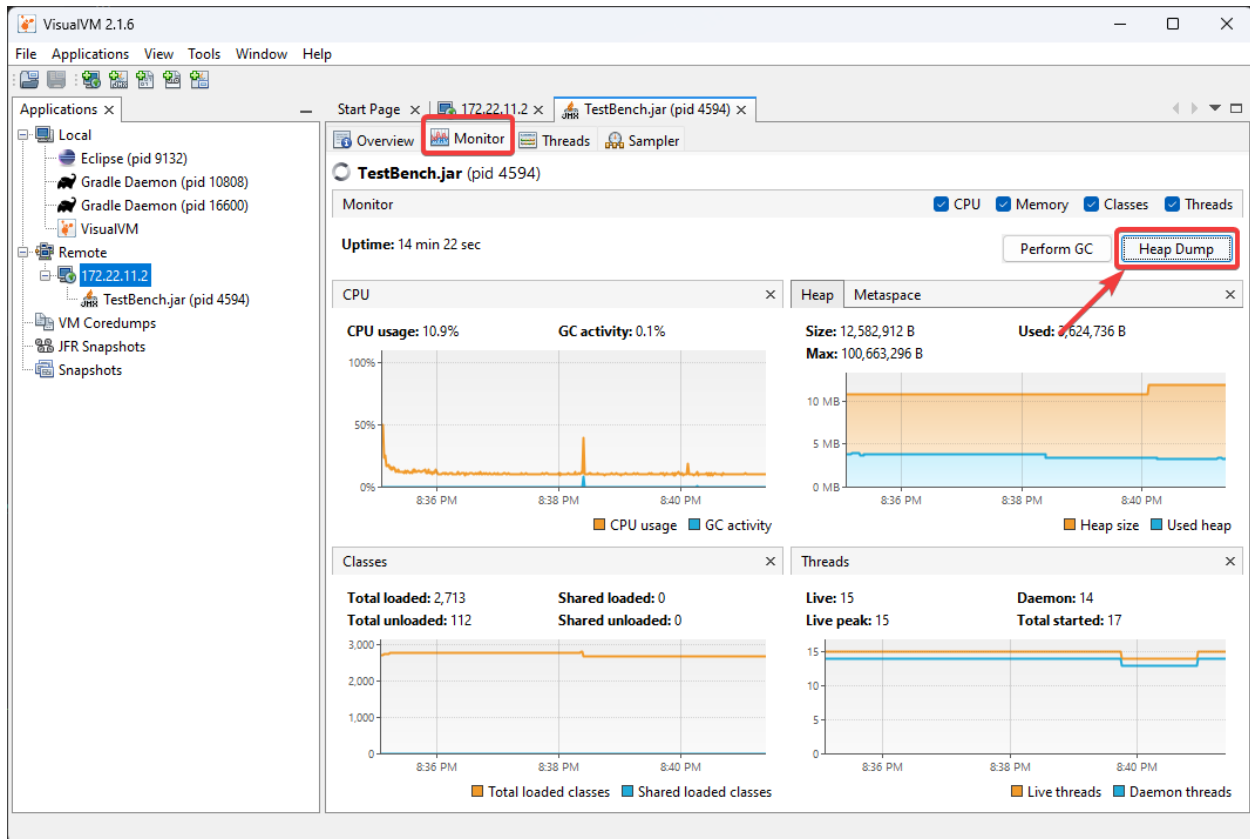 VisualVM 2.1.6
File Applications View Tools Window Help
Applications
Local
Eclipse (pid 9132)
Gradle Daemon (pid 10808)
Gradle Daemon (pid 16600)
VisualVM
Remote
172.22.11.2
TestBench.jar (pid 4594)
VM Coredumps
JFR Snapshots
Snapshots
Start Page 172.22.11.2 TestBench.jar (pid 4594)
Overview Monitor Threads Sampler
TestBench.jar (pid 4594)
Monitor CPU Memory Classes Threads
Uptime: 14 min 22 sec Perform GC Heap Dump
CPU
CPU usage: 10.9% GC activity: 0.1%
100%
50%
0%
8:36 PM 8:38 PM 8:40 PM
CPU usage GC activity
Heap Metaspace
Size: 12,582,912 B Used: 3,624,736 B
Max: 100,663,296 B
10 MB
5 MB
0 MB
8:36 PM 8:38 PM 8:40 PM
Heap size Used heap
Classes
Total loaded: 2,713 Shared loaded: 0
Total unloaded: 112 Shared unloaded: 0
3,000
2,000
1,000
0
8:36 PM 8:38 PM 8:40 PM
Total loaded classes Shared loaded classes
Threads
Live: 15 Daemon: 14
Live peak: 15 Total started: 17
15
10
5
0
8:36 PM 8:38 PM 8:40 PM
Live threads Daemon threads